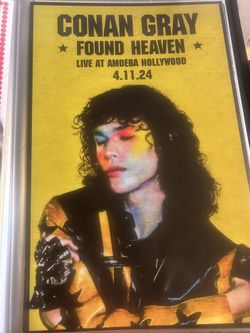 CONAN GRAY
★ FOUND HEAVEN ★
LIVE AT AMOEBA HOLLYWOOD
4.11.24